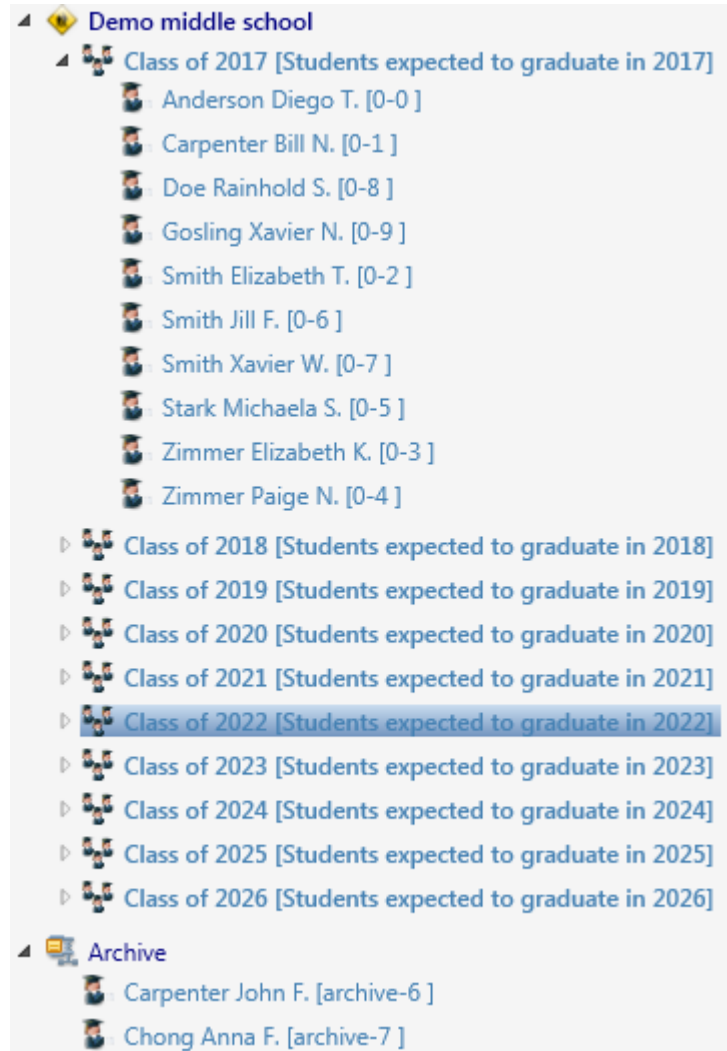 Demo middle school
Class of 2017 [Students expected to graduate in 2017]
Anderson Diego T. [0-0 ]
Carpenter Bill N. [0-1 ]
Doe Rainhold S. [0-8 ]
Gosling Xavier N. [0-9 ]
Smith Elizabeth T. [0-2 ]
Smith Jill F. [0-6 ]
Smith Xavier W. [0-7 ]
Stark Michaela S. [0-5 ]
Zimmer Elizabeth K. [0-3 ]
Zimmer Paige N. [0-4 ]
Class of 2018 [Students expected to graduate in 2018]
Class of 2019 [Students expected to graduate in 2019]
Class of 2020 [Students expected to graduate in 2020]
Class of 2021 [Students expected to graduate in 2021]
Class of 2022 [Students expected to graduate in 2022]
Class of 2023 [Students expected to graduate in 2023]
Class of 2024 [Students expected to graduate in 2024]
Class of 2025 [Students expected to graduate in 2025]
Class of 2026 [Students expected to graduate in 2026]
Archive
Carpenter John F. [archive-6 ]
Chong Anna F. [archive-7 ]